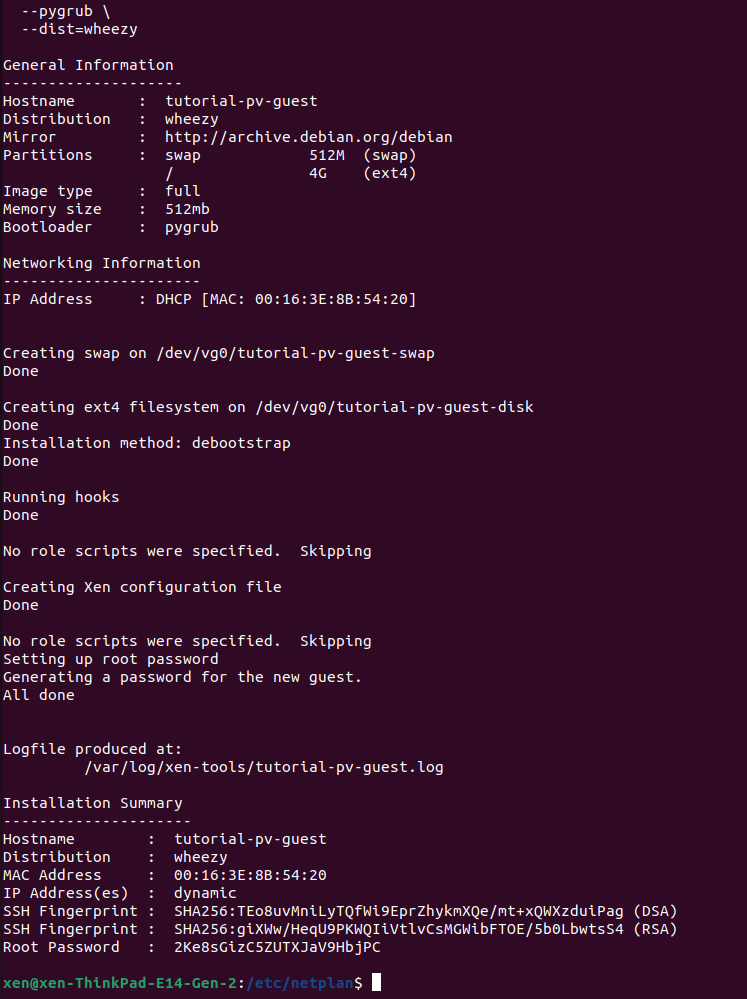 --pygrub \
--dist=wheezy
General Information
--------------------
Hostname       :  tutorial-pv-guest
Distribution   :  wheezy
Mirror         :  http://archive.debian.org/debian
Partitions     :  swap            512M  (swap)
                  /               4G    (ext4)
Image type     :  full
Memory size    :  512mb
Bootloader     :  pygrub
Networking Information
----------------------
IP Address     : DHCP [MAC: 00:16:3E:8B:54:20]
Creating swap on /dev/vg0/tutorial-pv-guest-swap
Done
Creating ext4 filesystem on /dev/vg0/tutorial-pv-guest-disk
Done
Installation method: debootstrap
Done
Running hooks
Done
No role scripts were specified.  Skipping
Creating Xen configuration file
Done
No role scripts were specified.  Skipping
Setting up root password
Generating a password for the new guest.
All done
Logfile produced at:
         /var/log/xen-tools/tutorial-pv-guest.log
Installation Summary
---------------------
Hostname        :  tutorial-pv-guest
Distribution    :  wheezy
MAC Address     :  00:16:3E:8B:54:20
IP Address(es)  :  dynamic
SSH Fingerprint :  SHA256:TEo8uvMniLyTQfWi9EprZhykmXQe/mt+xQWXzduiPag (DSA)
SSH Fingerprint :  SHA256:giXWw/HeqU9PKWQIiVtlvCsMGWibFTOE/5b0LbwtsS4 (RSA)
Root Password   :  2Ke8sGizC5ZUTXJaV9HbjPC
xen@xen-ThinkPad-E14-Gen-2:/etc/netplan$